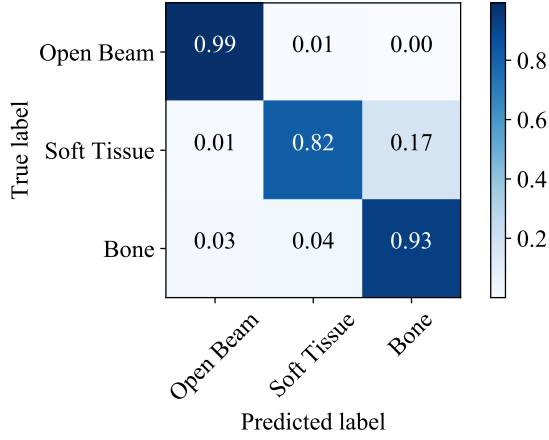 Open Beam 0.99 0.01 0.00
Soft Tissue 0.01 0.82 0.17
Bone 0.03 0.04 0.93
True label
Open Beam Soft Tissue Bone
Predicted label
0.8
0.6
0.4
0.2